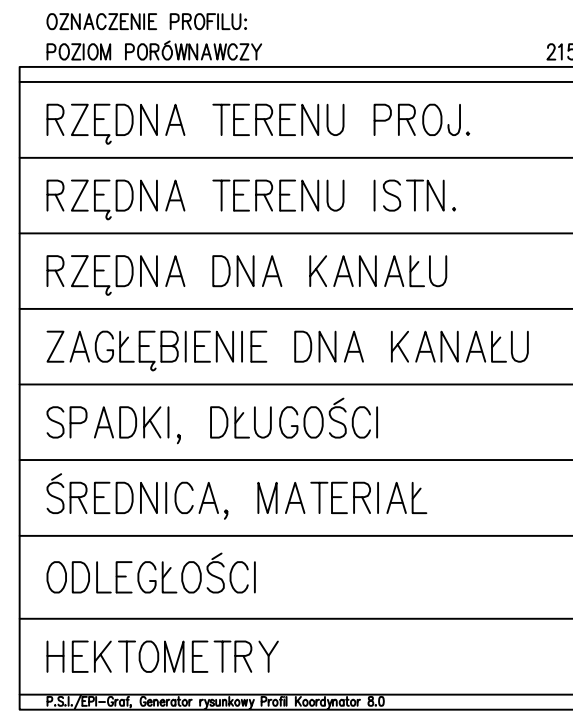 OZNACZENIE PROFILU:
POZIOM PORÓWNAWCZY 215
RZĘDNA TERENU PROJ.
RZĘDNA TERENU ISTN.
RZĘDNA DNA KANAŁU
ZAGŁĘBIENIE DNA KANAŁU
SPADKI, DŁUGOŚCI
ŚREDNICA, MATERIAŁ
ODLEGŁOŚCI
HEKTOMETRY
P.S.I./EPI-Graf, Generator rysunkowy Profil Koordynator 8.0